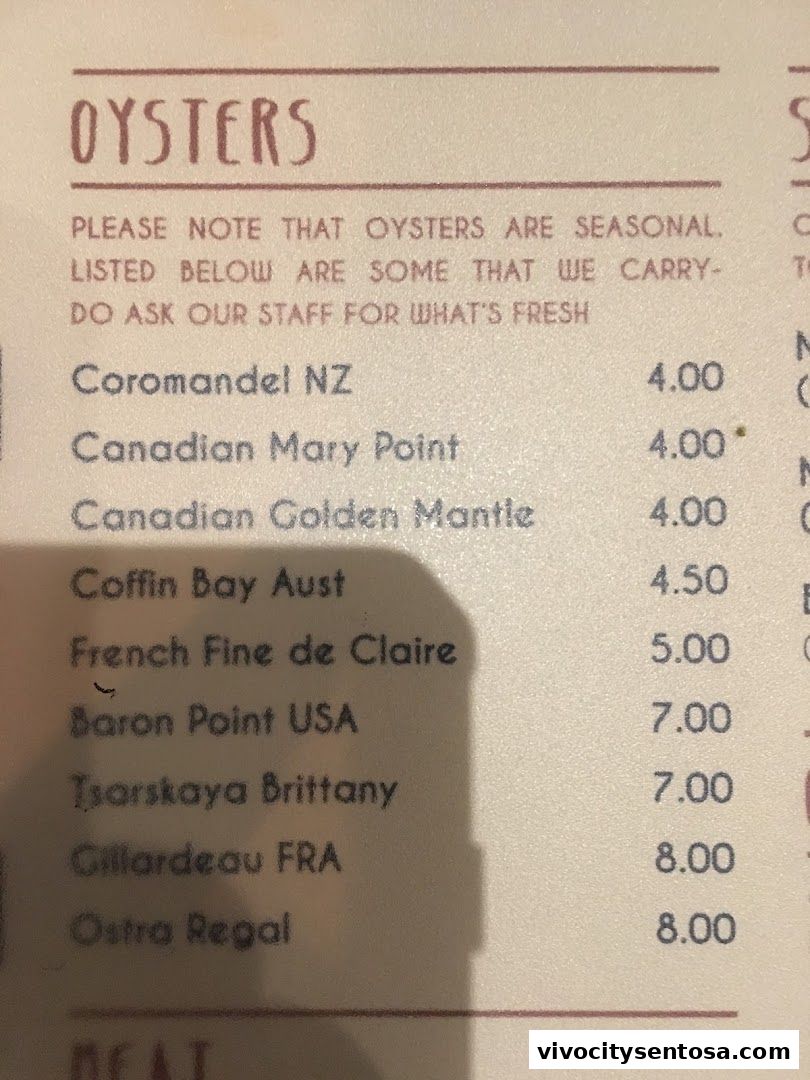 OYSTERS
PLEASE NOTE THAT OYSTERS ARE SEASONAL.
LISTED BELOW ARE SOME THAT WE CARRY-
DO ASK OUR STAFF FOR WHAT'S FRESH
Coromandel NZ 4.00
Canadian Mary Point 4.00
Canadian Golden Mantle 4.00
Coffin Bay Aust 4.50
French Fine de Claire 5.00
Baron Point USA 7.00
Tsarskaya Brittany 7.00
Gillardeau FRA 8.00
Ostra Regal 8.00
MEAT
vivocitysentosa.com